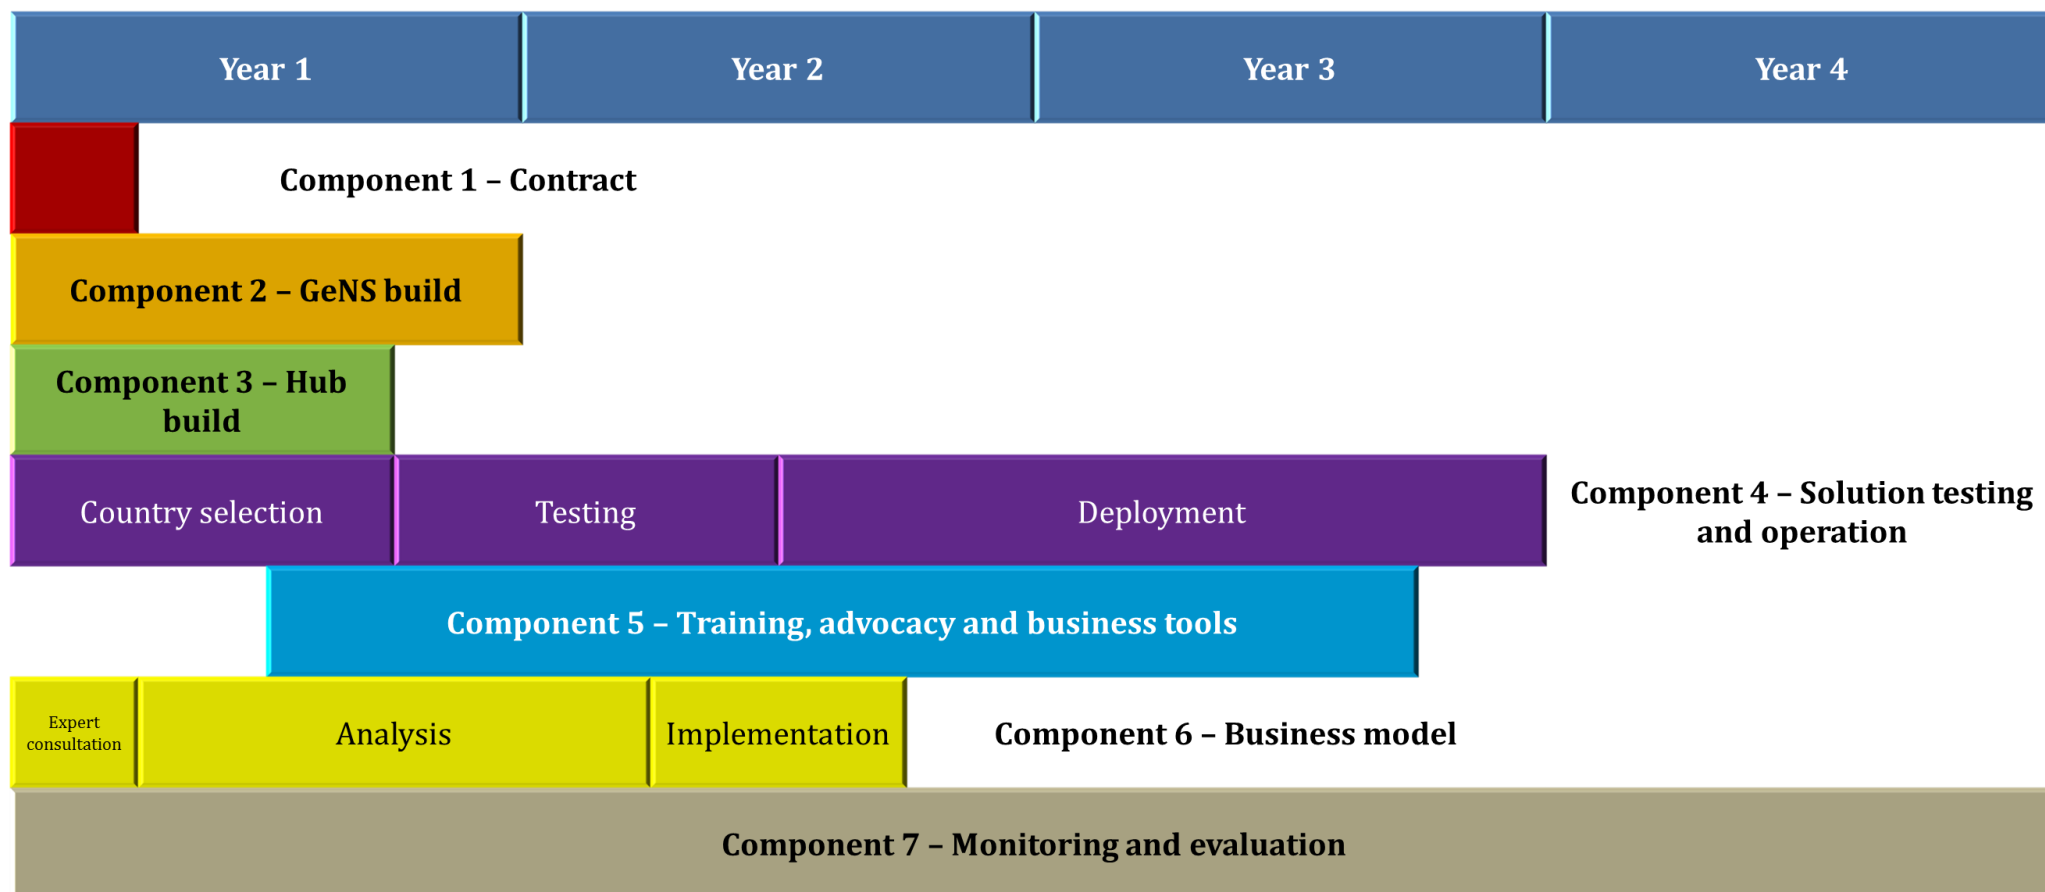 Year 1
Year 2
Year 3
Year 4
Component 1 – Contract
Component 2 – GeNS build
Component 3 – Hub
build
Country selection
Testing
Deployment
Component 4 – Solution testing
and operation
Component 5 – Training, advocacy and business tools
Expert
consultation
Analysis
Implementation
Component 6 – Business model
Component 7 – Monitoring and evaluation